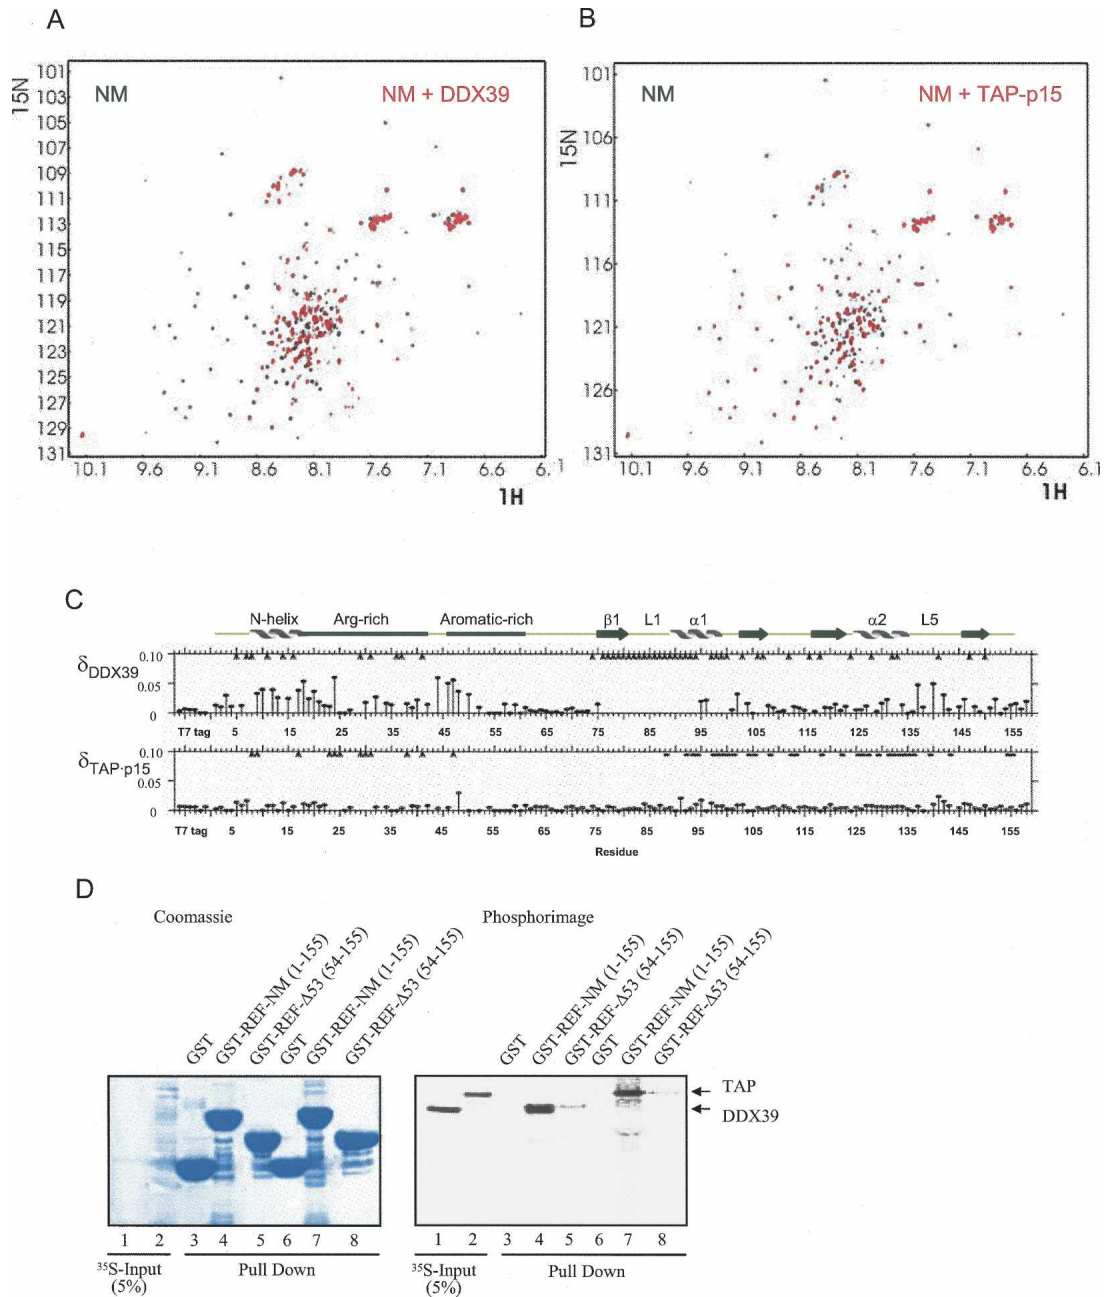 A
NM
NM + DDX39
15N
101
103
105
107
109
111
113
115
117
119
121
123
125
127
129
131
10.1
9.6
9.1
8.6
8.1
7.6
7.1
6.6
6.1
1H
B
NM
NM + TAP-p15
15N
101
106
111
116
121
126
131
10.1
9.6
9.1
8.6
8.1
7.6
7.1
6.6
6.1
1H
C
N-helix Arg-rich Aromatic-rich β1 L1 α1 α2 L5
δDDX39
0.10
0.05
0
T7 tag 5 15 25 35 45 55 65 75 85 95 105 115 125 135 145 155
δTAP-p15
0.10
0.05
0
T7 tag 5 15 25 35 45 55 65 75 85 95 105 115 125 135 145 155
Residue
D
Coomassie
GST
GST-REF-NM (1-155)
GST-REF-Δ53 (54-155)
GST
GST-REF-NM (1-155)
GST-REF-Δ53 (54-155)
1 2 3 4 5 6 7 8
35S-Input
(5%)
Pull Down
Phosphorimage
GST
GST-REF-NM (1-155)
GST-REF-Δ53 (54-155)
GST
GST-REF-NM (1-155)
GST-REF-Δ53 (54-155)
TAP
DDX39
1 2 3 4 5 6 7 8
35S-Input
(5%)
Pull Down